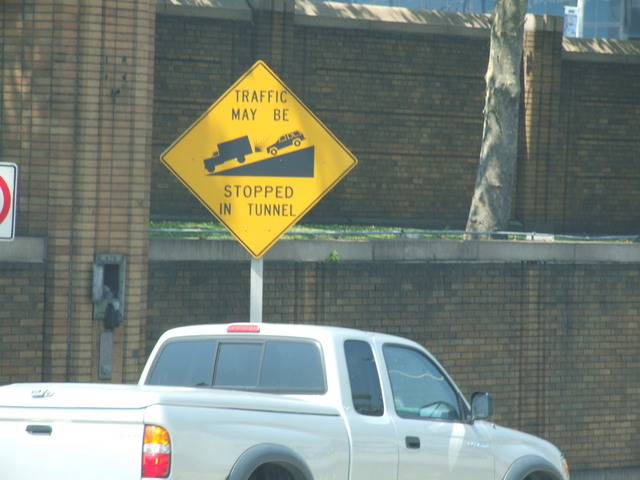 TRAFFIC
MAY BE
STOPPED
IN TUNNEL